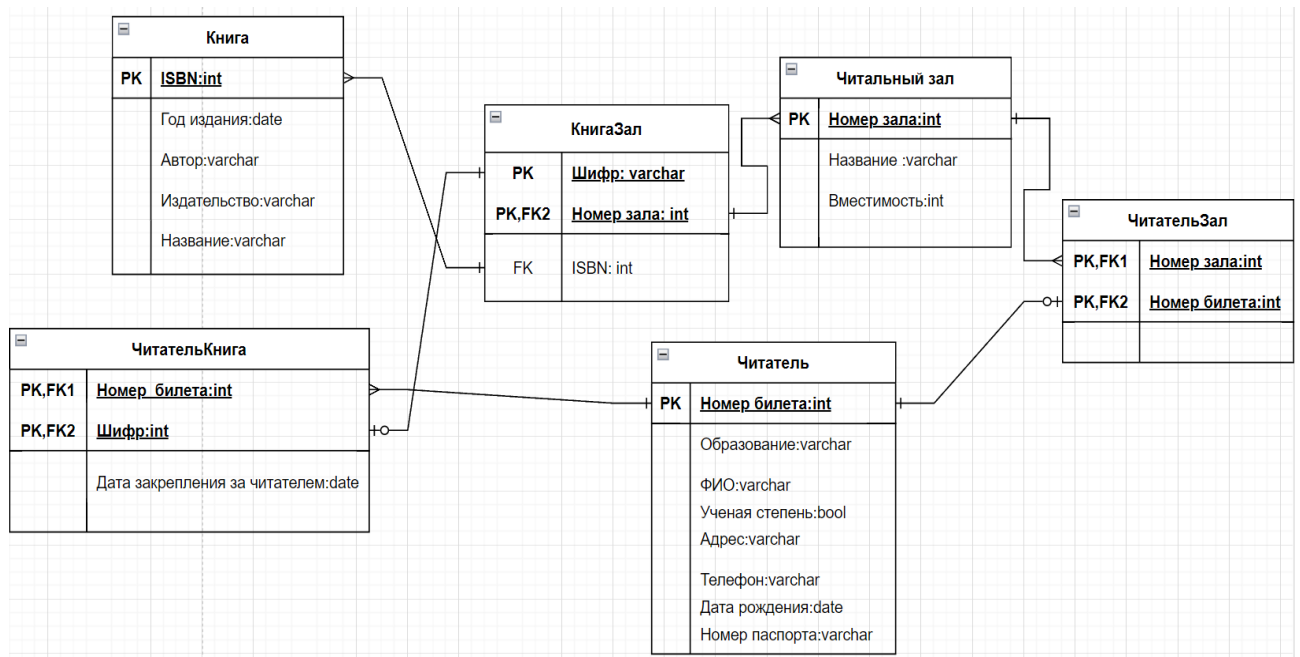 Книга
PK ISBN:int
Год издания:date
Автор:varchar
Издательство:varchar
Название:varchar
КнигаЗал
PK Шифр: varchar
PK,FK2 Номер зала: int
FK ISBN: int
Читальный зал
PK Номер зала:int
Название :varchar
Вместимость:int
ЧитательЗал
PK,FK1 Номер зала:int
PK,FK2 Номер билета:int
ЧитательКнига
PK,FK1 Номер билета:int
PK,FK2 Шифр:int
Дата закрепления за читателем:date
Читатель
PK Номер билета:int
Образование:varchar
ФИО:varchar
Ученая степень:bool
Адрес:varchar
Телефон:varchar
Дата рождения:date
Номер паспорта:varchar